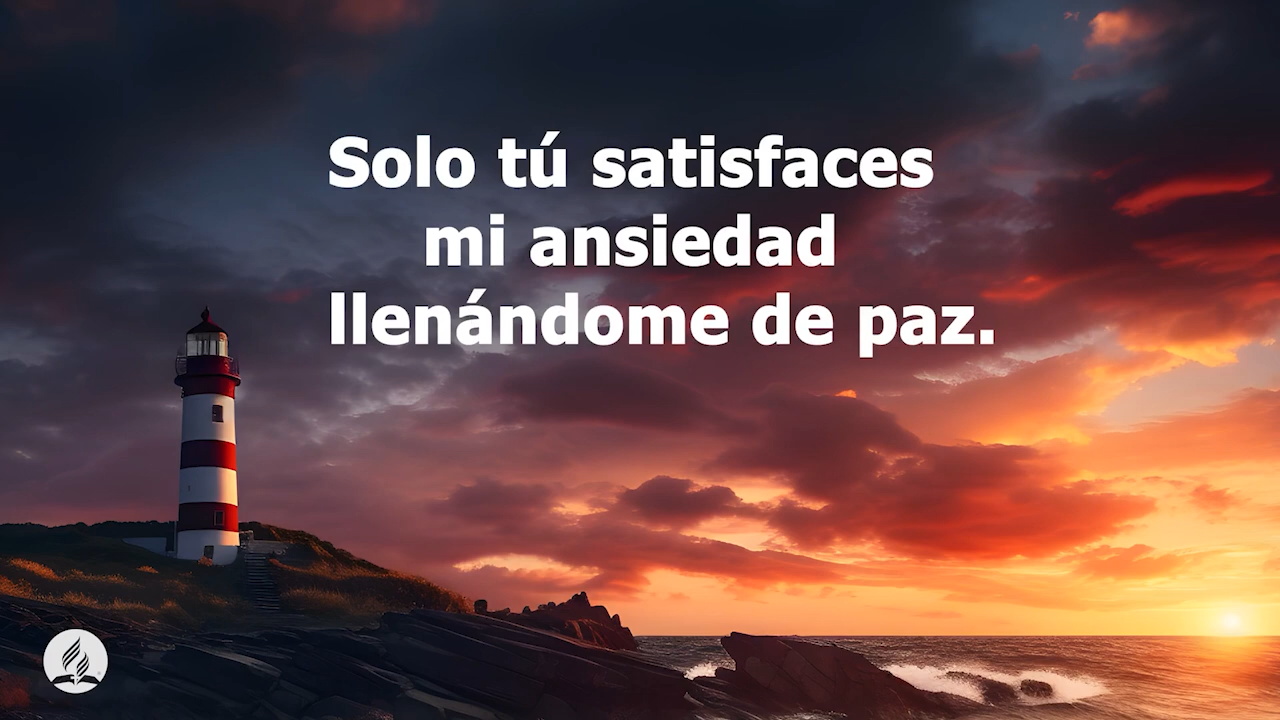 Solo tú satisfaces
mi ansiedad
llenándome de paz.